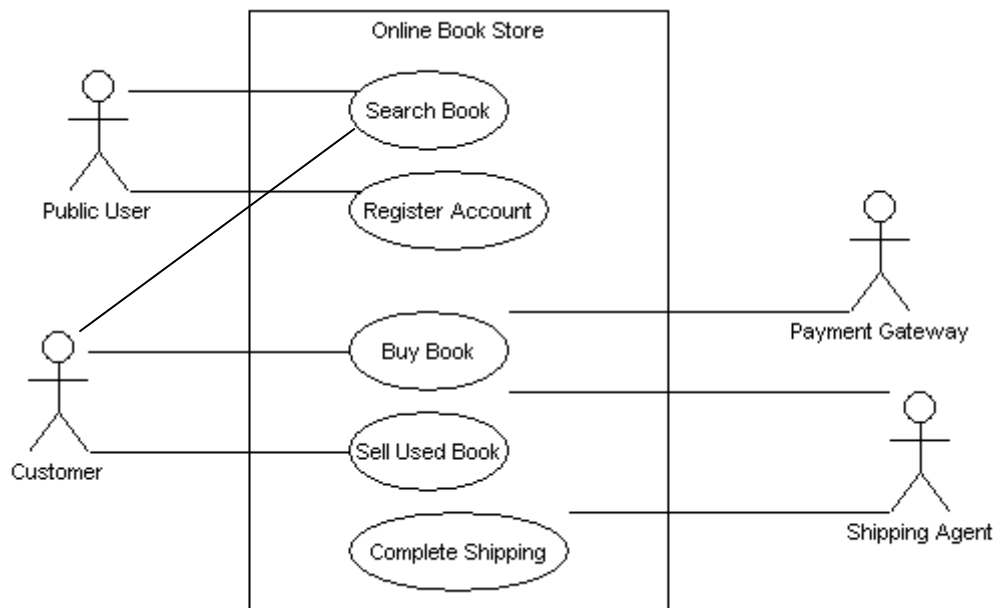 Online Book Store
Search Book
Public User
Register Account
Payment Gateway
Buy Book
Customer
Sell Used Book
Shipping Agent
Complete Shipping